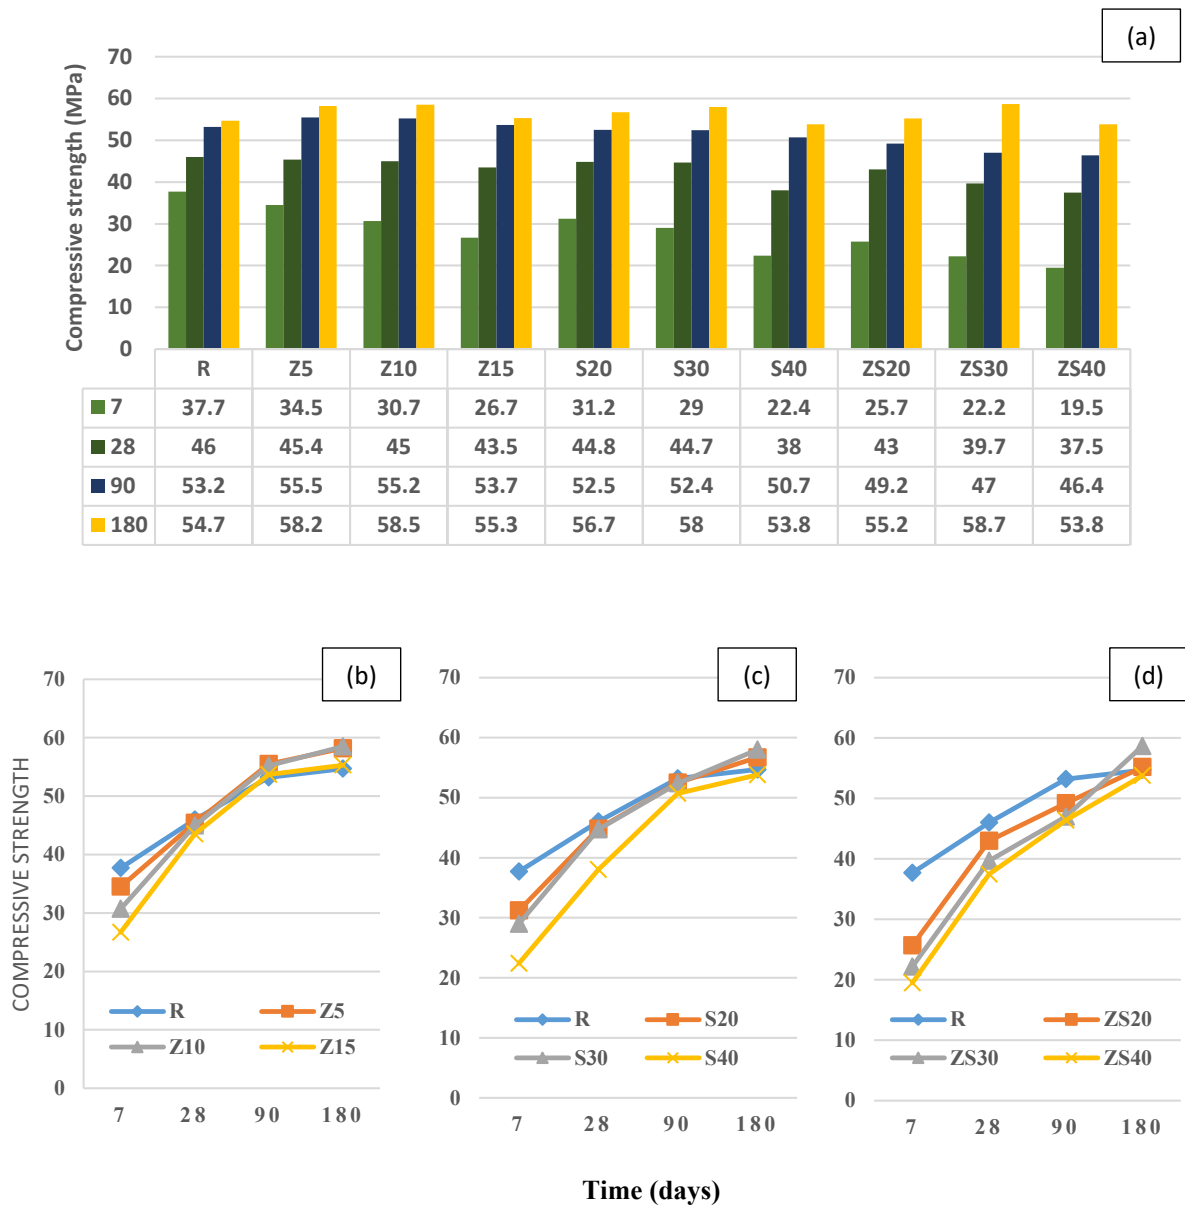 (a)
Compressive strength (MPa)
70
60
50
40
30
20
10
0
R Z5 Z10 Z15 S20 S30 S40 ZS20 ZS30 ZS40
7 37.7 34.5 30.7 26.7 31.2 29 22.4 25.7 22.2 19.5
28 46 45.4 45 43.5 44.8 44.7 38 43 39.7 37.5
90 53.2 55.5 55.2 53.7 52.5 52.4 50.7 49.2 47 46.4
180 54.7 58.2 58.5 55.3 56.7 58 53.8 55.2 58.7 53.8
(b)
COMPRESSIVE STRENGTH
70
60
50
40
30
20
10
0
R Z5
Z10 Z15
7 28 90 180
(c)
70
60
50
40
30
20
10
0
R S20
S30 S40
7 28 90 180
(d)
70
60
50
40
30
20
10
0
R ZS20
ZS30 ZS40
7 28 90 180
Time (days)